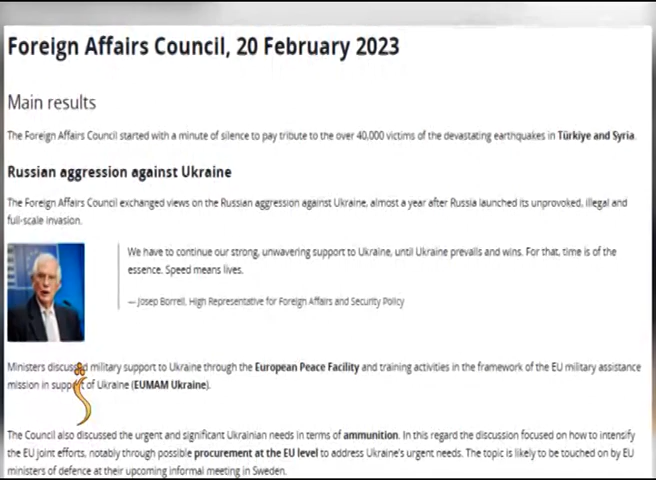 Foreign Affairs Council, 20 February 2023
Main results
The Foreign Affairs Council started with a minute of silence to pay tribute to the over 40,000 victims of the devastating earthquakes in Türkiye and Syria.
Russian aggression against Ukraine
The Foreign Affairs Council exchanged views on the Russian aggression against Ukraine, almost a year after Russia launched its unprovoked, illegal and
full-scale invasion.
We have to continue our strong, unwavering support to Ukraine, until Ukraine prevails and wins. For that, time is of the
essence. Speed means lives.
— Josep Borrell, High Representative for Foreign Affairs and Security Policy
Ministers discussed military support to Ukraine through the European Peace Facility and training activities in the framework of the EU military assistance
mission in support of Ukraine (EUMAM Ukraine).
The Council also discussed the urgent and significant Ukrainian needs in terms of ammunition. In this regard the discussion focused on how to intensify
the EU joint efforts, notably through possible procurement at the EU level to address Ukraine's urgent needs. The topic is likely to be touched on by EU
ministers of defence at their upcoming informal meeting in Sweden.